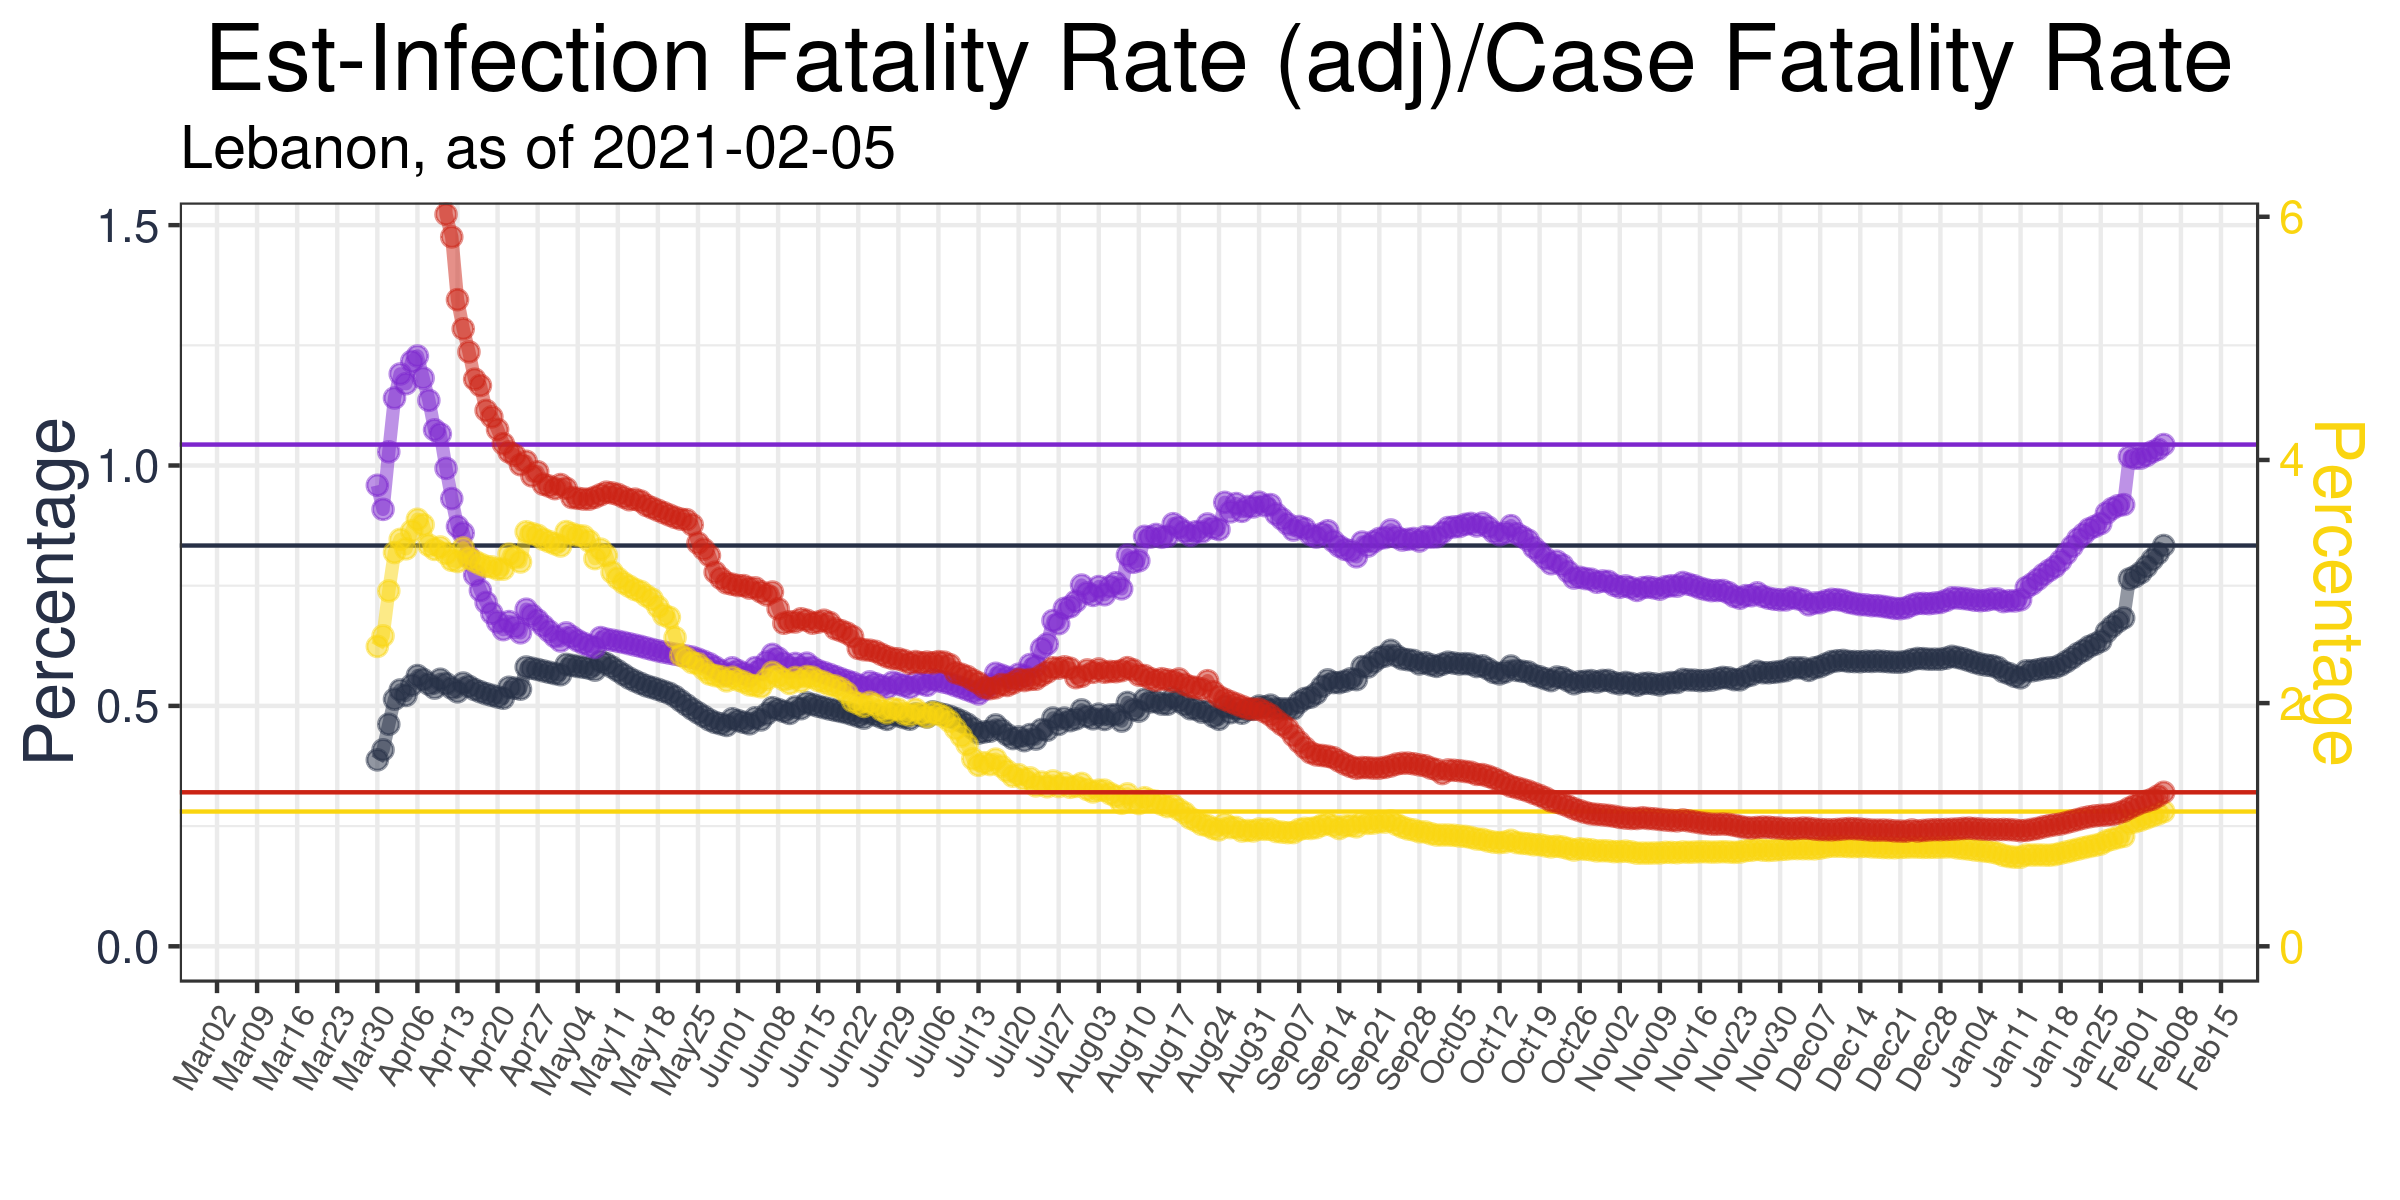 Est-Infection Fatality Rate (adj)/Case Fatality Rate
Lebanon, as of 2021-02-05
Percentage
1.5
1.0
0.5
0.0
6
4
2
0
Percentage
Mar02
Mar09
Mar16
Mar23
Mar30
Apr06
Apr13
Apr20
Apr27
May04
May11
May18
May25
Jun01
Jun08
Jun15
Jun22
Jun29
Jul06
Jul13
Jul20
Jul27
Aug03
Aug10
Aug17
Aug24
Aug31
Sep07
Sep14
Sep21
Sep28
Oct05
Oct12
Oct19
Oct26
Nov02
Nov09
Nov16
Nov23
Nov30
Dec07
Dec14
Dec21
Dec28
Jan04
Jan11
Jan18
Jan25
Feb01
Feb08
Feb15